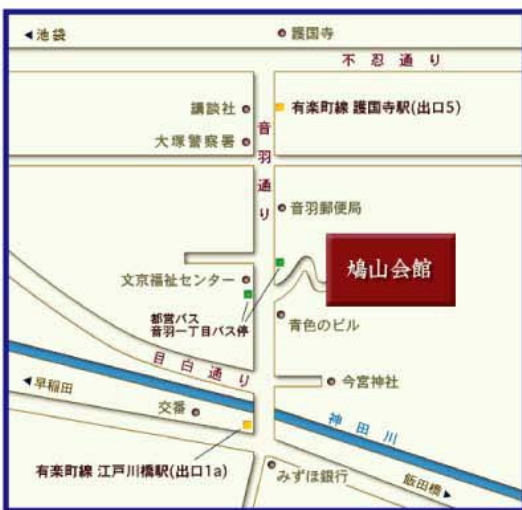 ◀池袋
護国寺
不忍通り
講談社
有楽町線 護国寺駅(出口5)
大塚警察署
音羽通り
音羽郵便局
鳩山会館
文京福祉センター
都営バス
音羽一丁目バス停
青色のビル
目白通り
◀早稲田
今宮神社
交番
神田川
有楽町線 江戸川橋駅(出口1a)
みずほ銀行
飯田橋▶